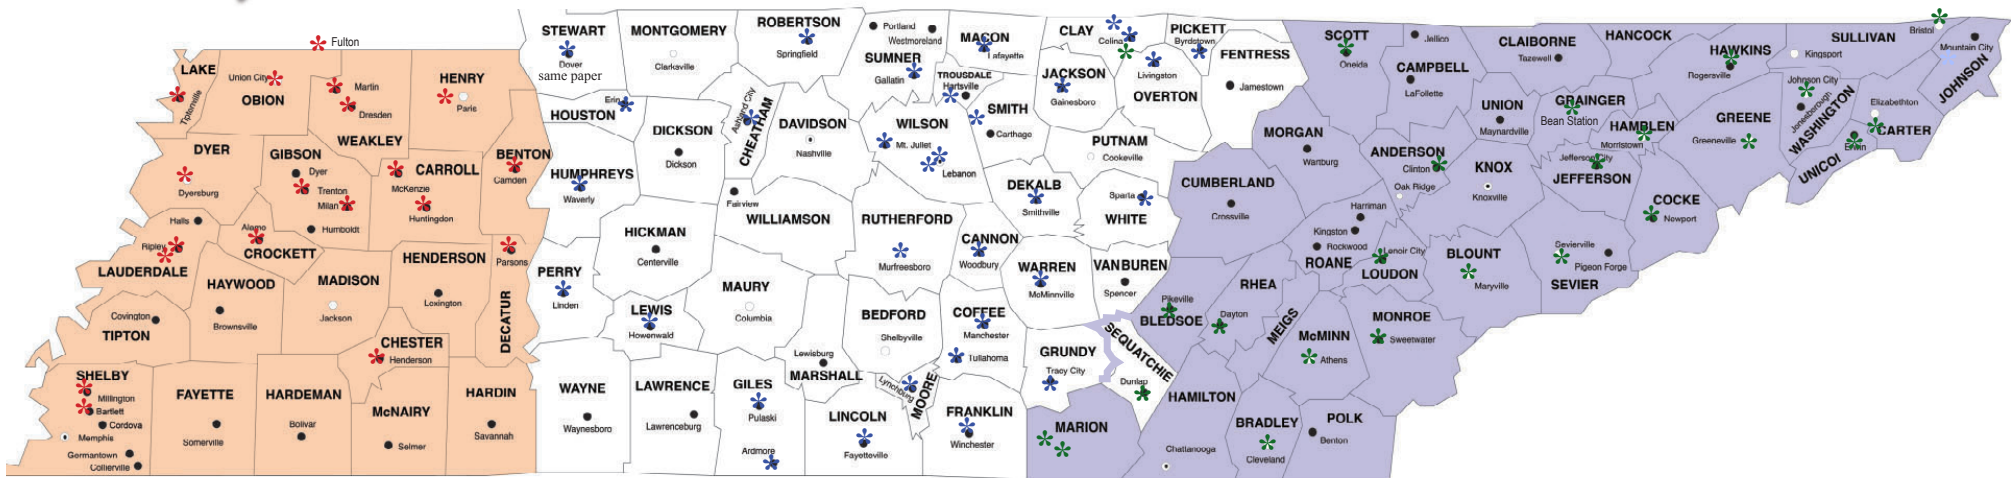 Fulton
LAKE
Tiptonville
Union City
OBION
Martin
Dresden
WEAKLEY
HENRY
Paris
DYER
Dyersburg
GIBSON
Dyer
Trenton
Milan
Humboldt
CARROLL
McKenzie
Huntingdon
BENTON
Camden
Halls
Ripley
LAUDERDALE
Alamo
CROCKETT
HAYWOOD
Brownsville
MADISON
Jackson
HENDERSON
Lexington
Parsons
DECATUR
Covington
TIPTON
CHESTER
Henderson
SHELBY
Millington
Bartlett
Cordova
Memphis
Germantown
Collierville
FAYETTE
Somerville
HARDEMAN
Bolivar
McNAIRY
Selmer
HARDIN
Savannah
STEWART
Dover
same paper
MONTGOMERY
Clarksville
ROBERTSON
Springfield
Portland
Westmoreland
SUMNER
Gallatin
MACON
Lafayette
TROUSDALE
Hartsville
CLAY
Celina
PICKETT
Byrdstown
FENTRESS
Jamestown
JACKSON
Gainesboro
Livingston
OVERTON
Erin
HOUSTON
DICKSON
Dickson
Ashland City
CHEATHAM
DAVIDSON
Nashville
WILSON
Mt. Juliet
Lebanon
SMITH
Carthage
PUTNAM
Cookeville
HUMPHREYS
Waverly
Fairview
WILLIAMSON
HICKMAN
Centerville
RUTHERFORD
Murfreesboro
CANNON
Woodbury
DEKALB
Smithville
Sparta
WHITE
PERRY
Linden
LEWIS
Howenwald
MAURY
Columbia
BEDFORD
Shelbyville
COFFEE
Manchester
Tullahoma
WARREN
McMinnville
VAN BUREN
Spencer
WAYNE
Waynesboro
LAWRENCE
Lawrenceburg
GILES
Pulaski
Ardmore
Lewisburg
MARSHALL
Lynchburg
MOORE
LINCOLN
Fayetteville
FRANKLIN
Winchester
GRUNDY
Tracy City
SEQUATCHIE
Dunlap
MARION
SCOTT
Oneida
Jellico
CAMPBELL
LaFollette
CLAIBORNE
Tazewell
HANCOCK
HAWKINS
Rogersville
SULLIVAN
Kingsport
Bristol
Mountain City
JOHNSON
Johnson City
Jonesborough
WASHINGTON
Elizabethton
CARTER
Erwin
UNICOI
UNION
Maynardville
GRAINGER
Bean Station
HAMBLEN
Morristown
GREENE
Greeneville
MORGAN
Wartburg
ANDERSON
Clinton
Oak Ridge
KNOX
Knoxville
Jefferson City
JEFFERSON
COCKE
Newport
CUMBERLAND
Crossville
Harriman
Kingston
Rockwood
ROANE
Lenoir City
LOUDON
BLOUNT
Maryville
Sevierville
Pigeon Forge
SEVIER
Pikeville
BLEDSOE
RHEA
Dayton
MEIGS
McMINN
Athens
MONROE
Sweetwater
HAMILTON
Chattanooga
BRADLEY
Cleveland
POLK
Benton